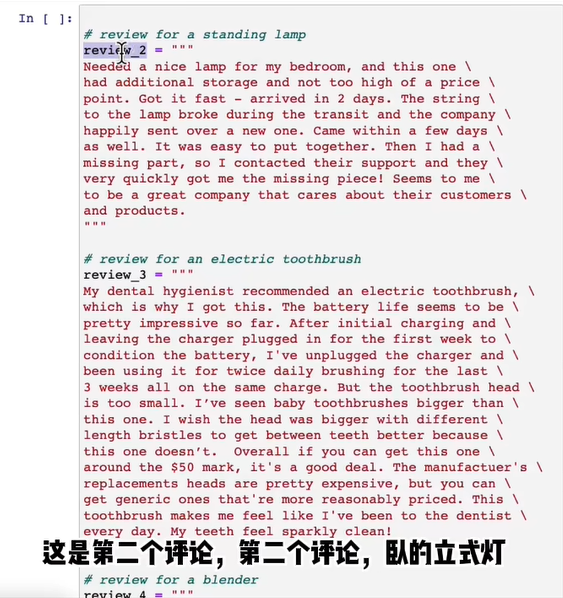 In [ ]:
# review for a standing lamp
review_2 = """
Needed a nice lamp for my bedroom, and this one \
had additional storage and not too high of a price \
point. Got it fast - arrived in 2 days. The string \
to the lamp broke during the transit and the company \
happily sent over a new one. Came within a few days \
as well. It was easy to put together. Then I had a \
missing part, so I contacted their support and they \
very quickly got me the missing piece! Seems to me \
to be a great company that cares about their customers \
and products.
"""
# review for an electric toothbrush
review_3 = """
My dental hygienist recommended an electric toothbrush, \
which is why I got this. The battery life seems to be \
pretty impressive so far. After initial charging and \
leaving the charger plugged in for the first week to \
condition the battery, I've unplugged the charger and \
been using it for twice daily brushing for the last \
3 weeks all on the same charge. But the toothbrush head \
is too small. I’ve seen baby toothbrushes bigger than \
this one. I wish the head was bigger with different \
length bristles to get between teeth better because \
this one doesn’t.  Overall if you can get this one \
around the $50 mark, it's a good deal. The manufactuer's \
replacements heads are pretty expensive, but you can \
get generic ones that're more reasonably priced. This \
toothbrush makes me feel like I've been to the dentist \
every day. My teeth feel sparkly clean!
这是第二个评论，第二个评论，卧的立式灯
# review for a blender
review_4 = """